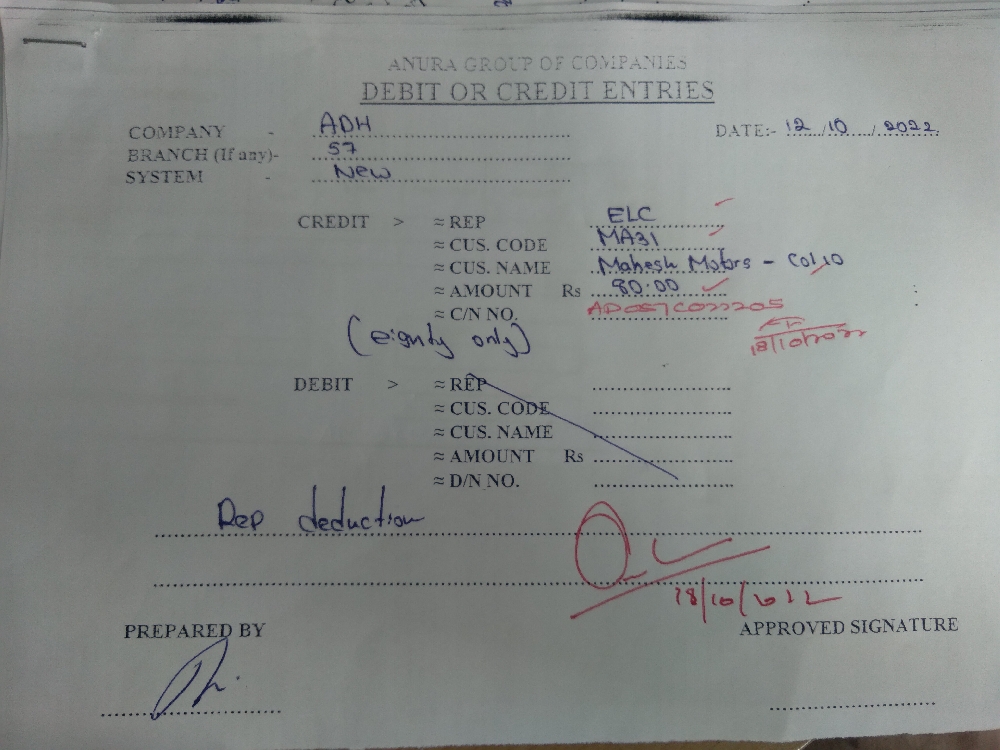 ANURA GROUP OF COMPANIES
DEBIT OR CREDIT ENTRIES
COMPANY - ADH DATE:- 12/10/2022
BRANCH (If any)- 57
SYSTEM - New
CREDIT > ≈ REP ELC
≈ CUS. CODE MA31
≈ CUS. NAME Mahesh Motors - Col,10
≈ AMOUNT Rs 80.00
≈ C/N NO. AD057C022205
18/10/2022
(eignty only)
DEBIT > ≈ REP
≈ CUS. CODE
≈ CUS. NAME
≈ AMOUNT Rs
≈ D/N NO.
Rep deduction
18/10/2022
PREPARED BY APPROVED SIGNATURE